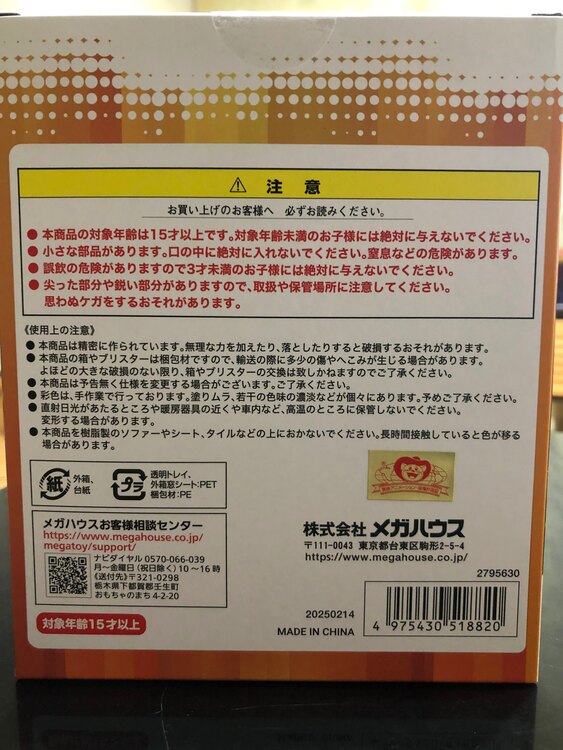 ⚠ 注意
お買い上げのお客様へ 必ずお読みください。
● 本商品の対象年齢は15才以上です。対象年齢未満のお子様には絶対に与えないでください。
● 小さな部品があります。口の中に絶対に入れないでください。窒息などの危険があります。
● 誤飲の危険がありますので3才未満のお子様には絶対に与えないでください。
● 尖った部分や鋭い部分がありますので、取扱や保管場所に注意してください。
思わぬケガをするおそれがあります。
《使用上の注意》
● 本商品は精密に作られています。無理な力を加えたり、落としたりすると破損するおそれがあります。
● 本商品の箱やブリスターは梱包材ですので、輸送の際に多少の傷やへこみが生じる場合があります。
よほどの大きな破損のない限り、箱やブリスターの交換は致しかねますのでご了承ください。
● 本商品は予告無く仕様を変更する場合がございます。ご了承ください。
● 彩色は、手作業で行っております。塗りムラ、若干の色味の濃淡などが個々にあります。予めご了承ください。
● 直射日光があたるところや暖房器具の近くや車内など、高温のところに保管しないでください。
変形する場合があります。
● 本商品を樹脂製のソファーやシート、タイルなどの上におかないでください。長時間接触していると色が移る
場合があります。
紙 外箱、
台紙
プラ 透明トレイ、
外箱窓シート:PET
梱包材:PE
メガハウスお客様相談センター
https://www.megahouse.co.jp/
megatoy/support/
ナビダイヤル 0570-066-039
月～金曜日(祝日除く)10～16時
《送付先》〒321-0298
栃木県下都賀郡壬生町
おもちゃのまち4-2-20
対象年齢15才以上
株式会社 メガハウス
〒111-0043 東京都台東区駒形2-5-4
https://www.megahouse.co.jp/
2795630
20250214
MADE IN CHINA
4 975430 518820